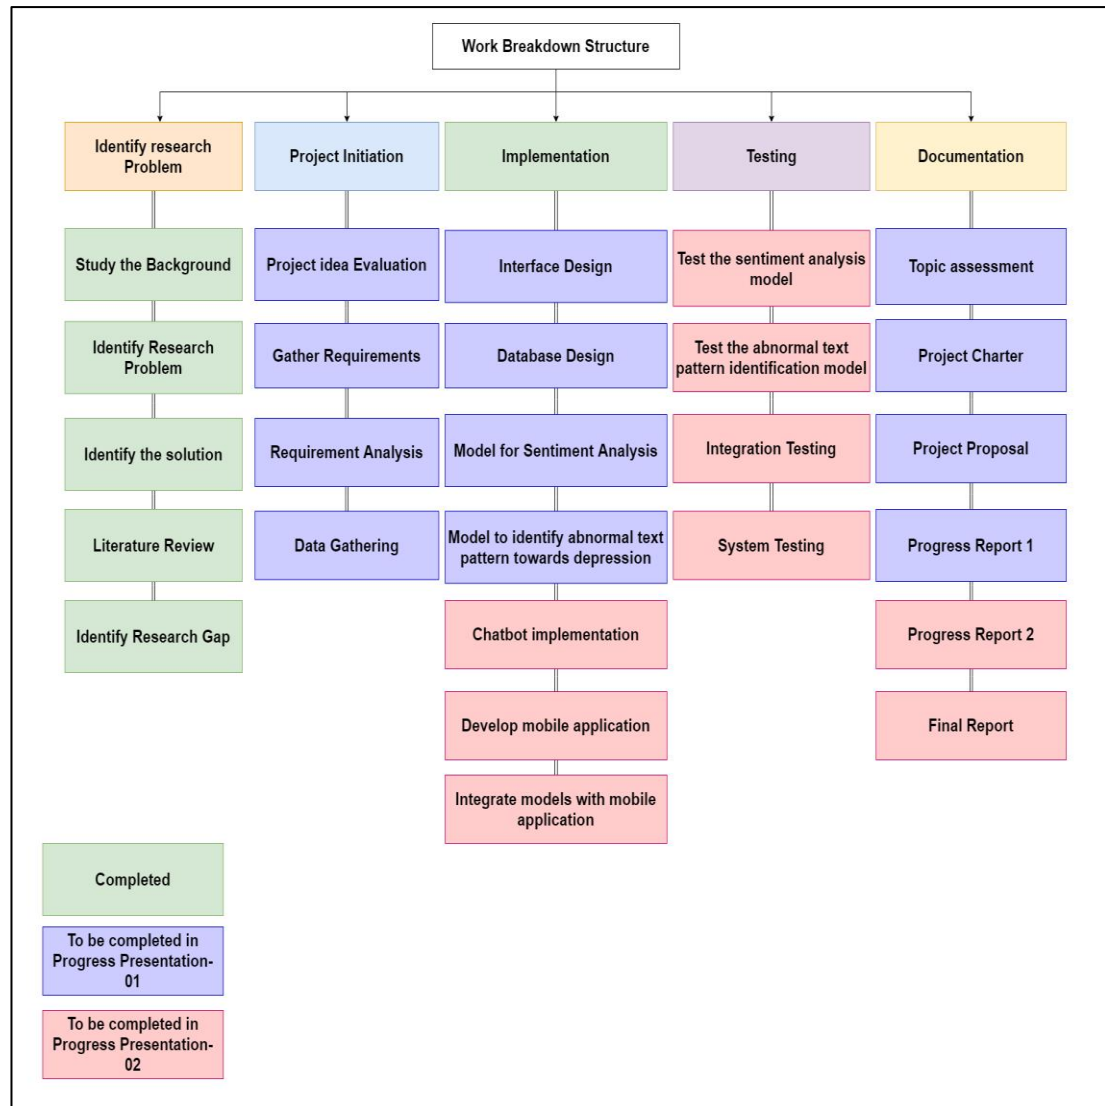 Work Breakdown Structure
Identify research
Problem
Project Initiation
Implementation
Testing
Documentation
Study the Background
Identify Research
Problem
Identify the solution
Literature Review
Identify Research Gap
Project idea Evaluation
Gather Requirements
Requirement Analysis
Data Gathering
Interface Design
Database Design
Model for Sentiment Analysis
Model to identify abnormal text
pattern towards depression
Chatbot implementation
Develop mobile application
Integrate models with mobile
application
Test the sentiment analysis
model
Test the abnormal text
pattern identification model
Integration Testing
System Testing
Topic assessment
Project Charter
Project Proposal
Progress Report 1
Progress Report 2
Final Report
Completed
To be completed in
Progress Presentation-
01
To be completed in
Progress Presentation-
02